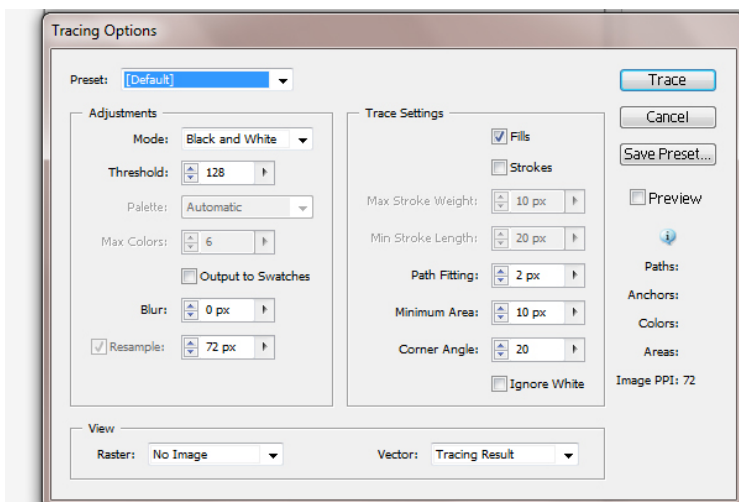 Tracing Options
Preset: [Default]
Trace
Cancel
Save Preset...
Preview
Adjustments
Mode: Black and White
Threshold: 128
Palette: Automatic
Max Colors: 6
Output to Swatches
Blur: 0 px
Resample: 72 px
Trace Settings
Fills
Strokes
Max Stroke Weight: 10 px
Min Stroke Length: 20 px
Path Fitting: 2 px
Minimum Area: 10 px
Corner Angle: 20
Ignore White
Paths:
Anchors:
Colors:
Areas:
Image PPI: 72
View
Raster: No Image
Vector: Tracing Result